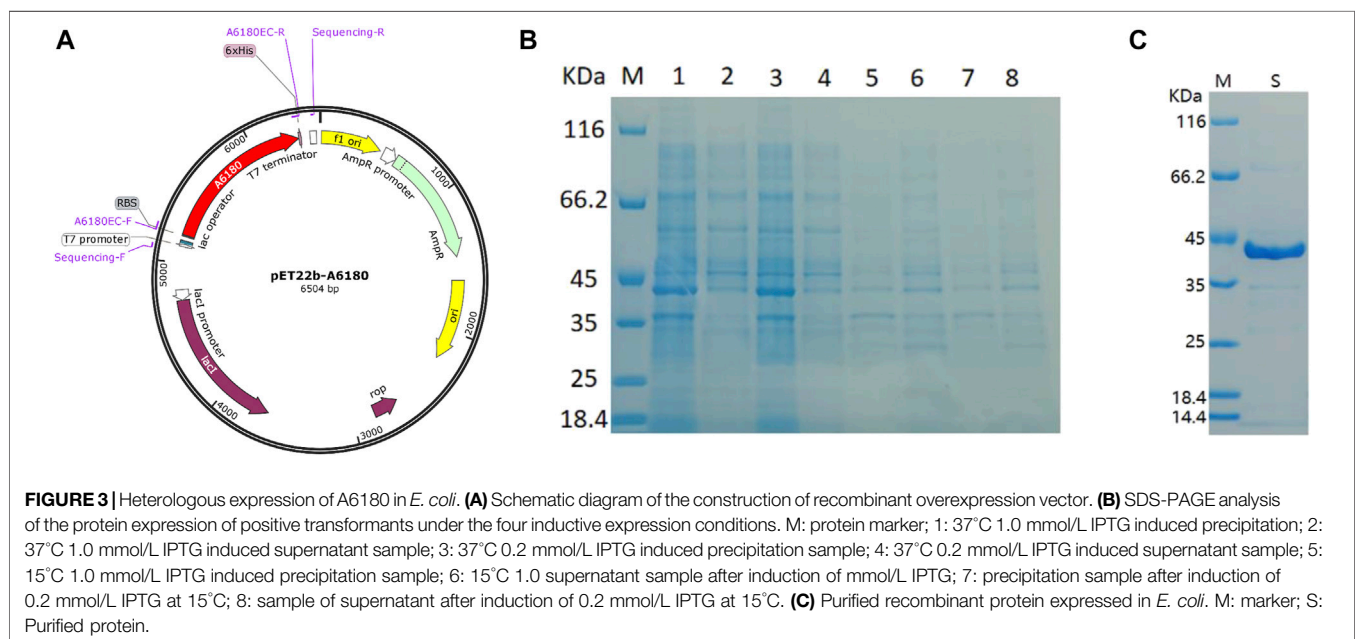 A
A6180EC-R
Sequencing-R
6xHis
6000
f1 ori
T7 terminator
AmpR promoter
1000
A6180
lac operator
RBS
A6180EC-F
T7 promoter
Sequencing-F
AmpR
5000
pET22b-A6180
6504 bp
lacI promoter
ori
2000
lacI
rop
4000
3000
B
KDa M 1 2 3 4 5 6 7 8
116
66.2
45
35
25
18.4
C
M S
KDa
116
66.2
45
35
25
18.4
14.4
FIGURE 3 | Heterologous expression of A6180 in E. coli. (A) Schematic diagram of the construction of recombinant overexpression vector. (B) SDS-PAGE analysis
of the protein expression of positive transformants under the four inductive expression conditions. M: protein marker; 1: 37°C 1.0 mmol/L IPTG induced precipitation; 2:
37°C 1.0 mmol/L IPTG induced supernatant sample; 3: 37°C 0.2 mmol/L IPTG induced precipitation sample; 4: 37°C 0.2 mmol/L IPTG induced supernatant sample; 5:
15°C 1.0 mmol/L IPTG induced precipitation sample; 6: 15°C 1.0 supernatant sample after induction of mmol/L IPTG; 7: precipitation sample after induction of
0.2 mmol/L IPTG at 15°C; 8: sample of supernatant after induction of 0.2 mmol/L IPTG at 15°C. (C) Purified recombinant protein expressed in E. coli. M: marker; S:
Purified protein.